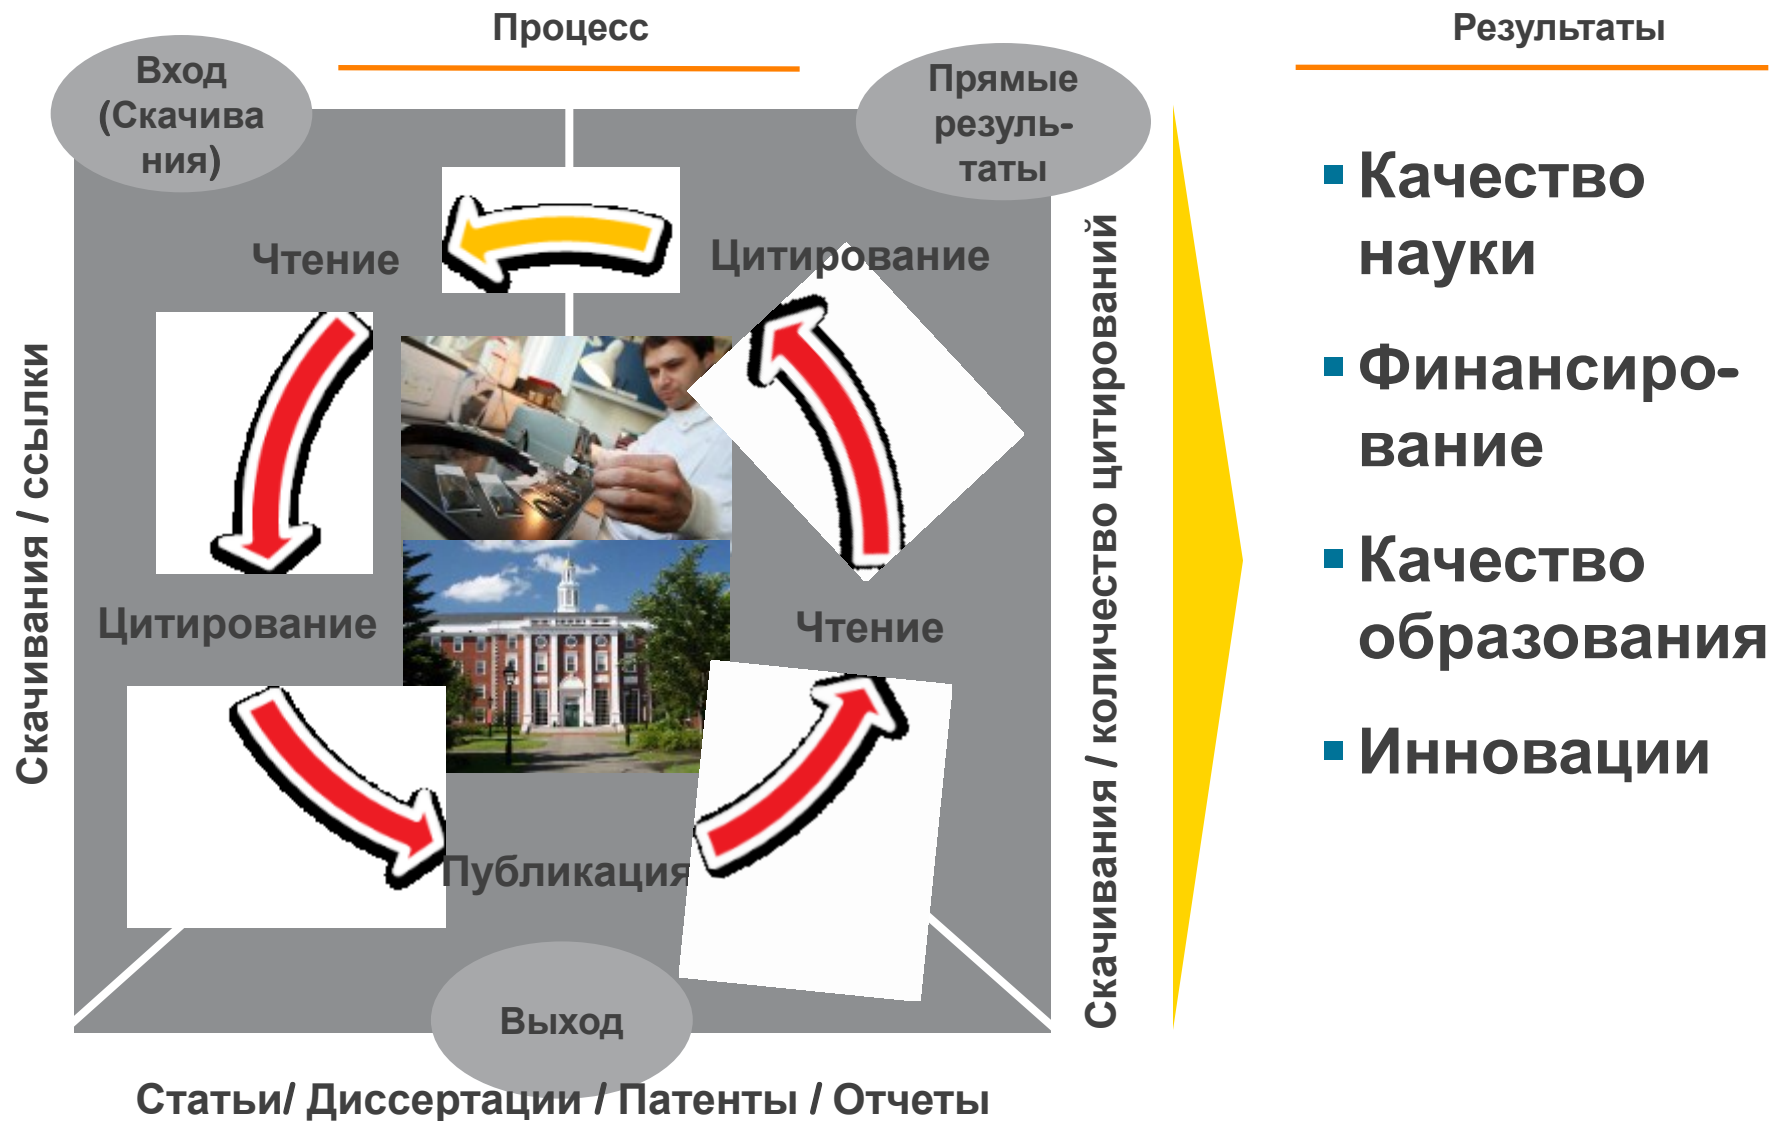 Процесс
Результаты
Вход
(Скачива
ния)
Прямые
резуль-
таты
Чтение
Цитирование
Скачивания / ссылки
Скачивания / количество цитирований
Цитирование
Чтение
Публикация
Выход
Статьи/ Диссертации / Патенты / Отчеты
Качество
науки
Финансиро-
вание
Качество
образования
Инновации